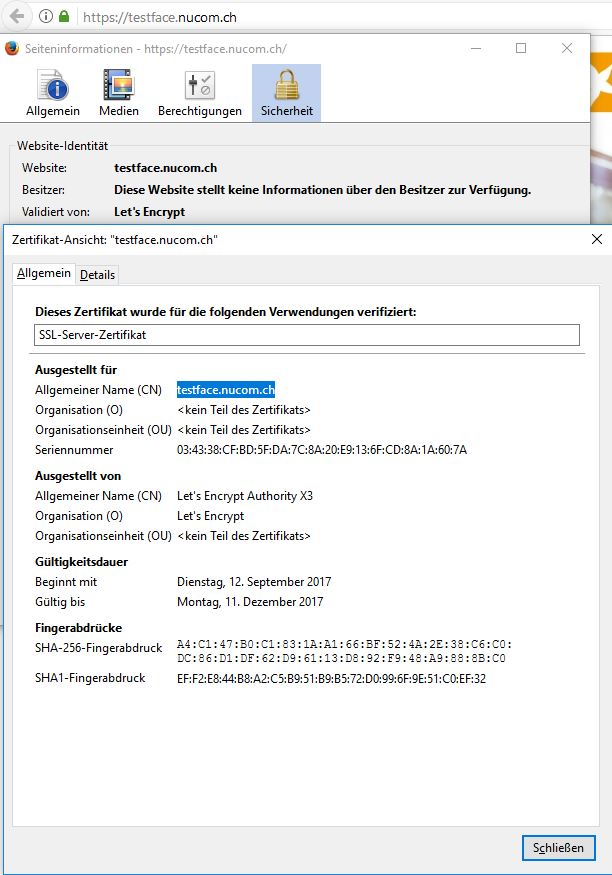 https://testface.nucom.ch
Seiteninformationen - https://testface.nucom.ch/
Allgemein Medien Berechtigungen Sicherheit
Website-Identität
Website: testface.nucom.ch
Besitzer: Diese Website stellt keine Informationen über den Besitzer zur Verfügung.
Validiert von: Let's Encrypt
Zertifikat-Ansicht: "testface.nucom.ch"
Allgemein Details
Dieses Zertifikat wurde für die folgenden Verwendungen verifiziert:
SSL-Server-Zertifikat
Ausgestellt für
Allgemeiner Name (CN) testface.nucom.ch
Organisation (O) <kein Teil des Zertifikats>
Organisationseinheit (OU) <kein Teil des Zertifikats>
Seriennummer 03:43:38:CF:BD:5F:DA:7C:8A:20:E9:13:6F:CD:8A:1A:60:7A
Ausgestellt von
Allgemeiner Name (CN) Let's Encrypt Authority X3
Organisation (O) Let's Encrypt
Organisationseinheit (OU) <kein Teil des Zertifikats>
Gültigkeitsdauer
Beginnt mit Dienstag, 12. September 2017
Gültig bis Montag, 11. Dezember 2017
Fingerabdrücke
SHA-256-Fingerabdruck A4:C1:47:B0:C1:83:1A:A1:66:BF:52:4A:2E:38:C6:C0:
DC:86:D1:DF:62:D9:61:13:D8:92:F9:48:A9:88:8B:C0
SHA1-Fingerabdruck EF:F2:E8:44:B8:A2:C5:B9:51:B9:B5:72:D0:99:6F:9E:51:C0:EF:32
Schließen